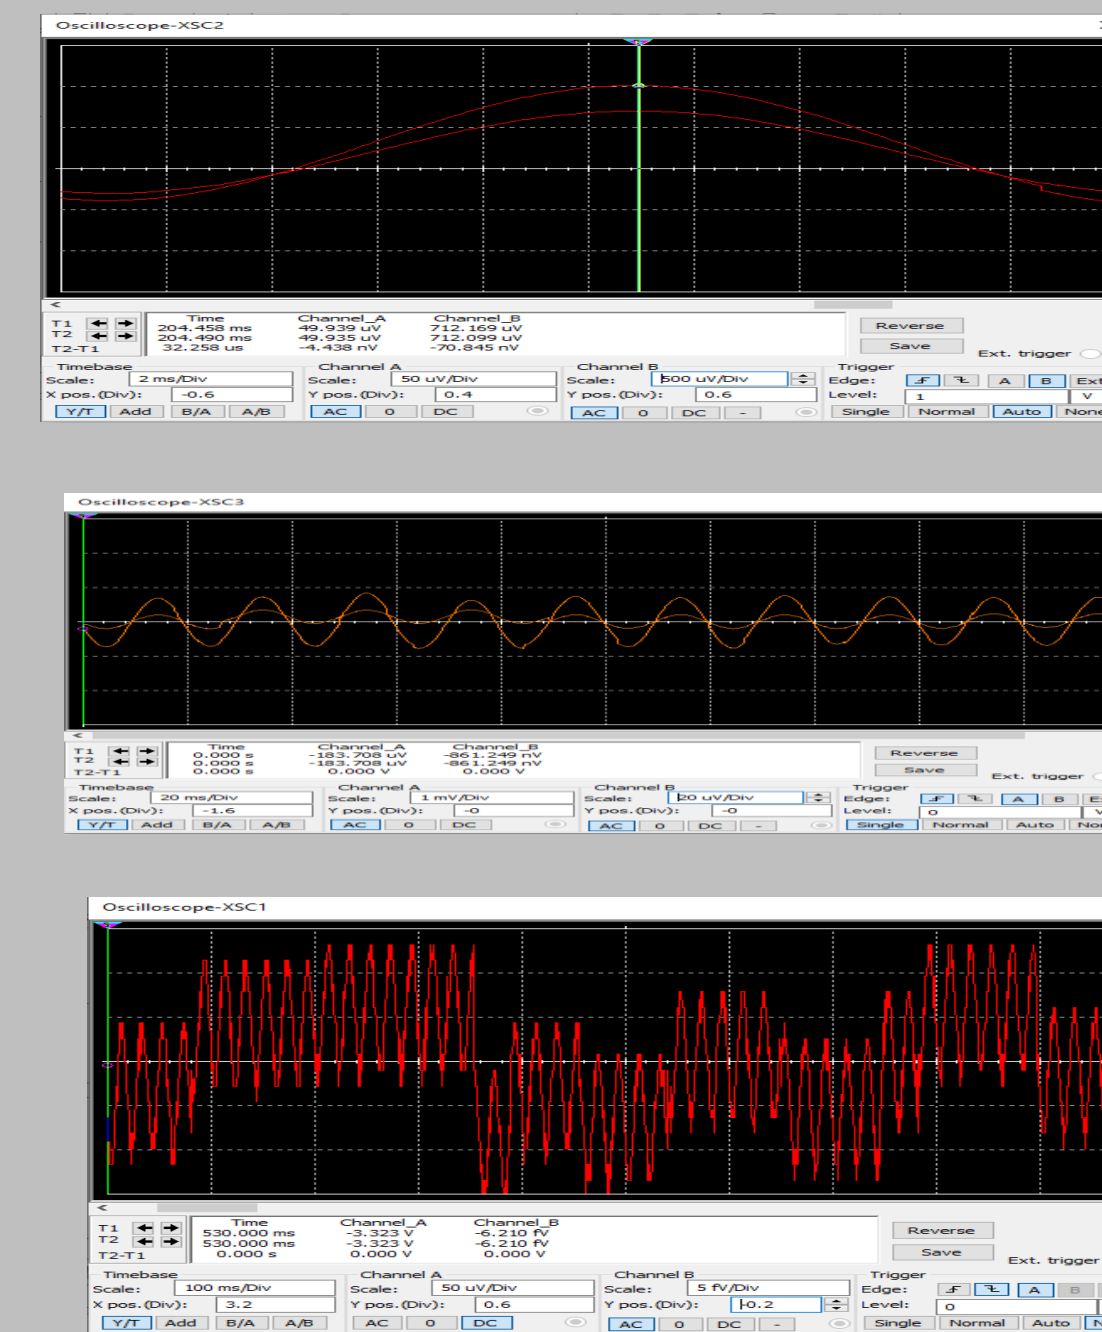 Oscilloscope-XSC2
Time Channel_A Channel_B
T1 204.458 ms 49.939 uV 712.169 uV
T2 204.490 ms 49.935 uV 712.099 uV
T2-T1 32.258 us -4.438 nV -70.845 nV
Reverse
Save
Ext. trigger
Timebase Channel A Channel B Trigger
Scale: 2 ms/Div Scale: 50 uV/Div Scale: 500 uV/Div Edge: A B Ext
X pos.(Div): -0.6 Y pos.(Div): 0.4 Y pos.(Div): 0.6 Level: 1 V
Y/T Add B/A A/B AC 0 DC AC 0 DC - Single Normal Auto None
Oscilloscope-XSC3
Time Channel_A Channel_B
T1 0.000 s -183.708 uV -861.249 nV
T2 0.000 s -183.708 uV -861.249 nV
T2-T1 0.000 s 0.000 V 0.000 V
Reverse
Save
Ext. trigger
Timebase Channel A Channel B Trigger
Scale: 20 ms/Div Scale: 1 mV/Div Scale: 20 uV/Div Edge: A B
X pos.(Div): -1.6 Y pos.(Div): -0 Y pos.(Div): -0 Level: 0
Y/T Add B/A A/B AC 0 DC AC 0 DC - Single Normal Auto
Oscilloscope-XSC1
Time Channel_A Channel_B
T1 530.000 ms -3.323 V -6.210 fV
T2 530.000 ms -3.323 V -6.210 fV
T2-T1 0.000 s 0.000 V 0.000 V
Reverse
Save
Ext. trigger
Timebase Channel A Channel B Trigger
Scale: 100 ms/Div Scale: 50 uV/Div Scale: 5 fV/Div Edge: A B
X pos.(Div): 3.2 Y pos.(Div): 0.6 Y pos.(Div): -0.2 Level: 0
Y/T Add B/A A/B AC 0 DC AC 0 DC - Single Normal Auto